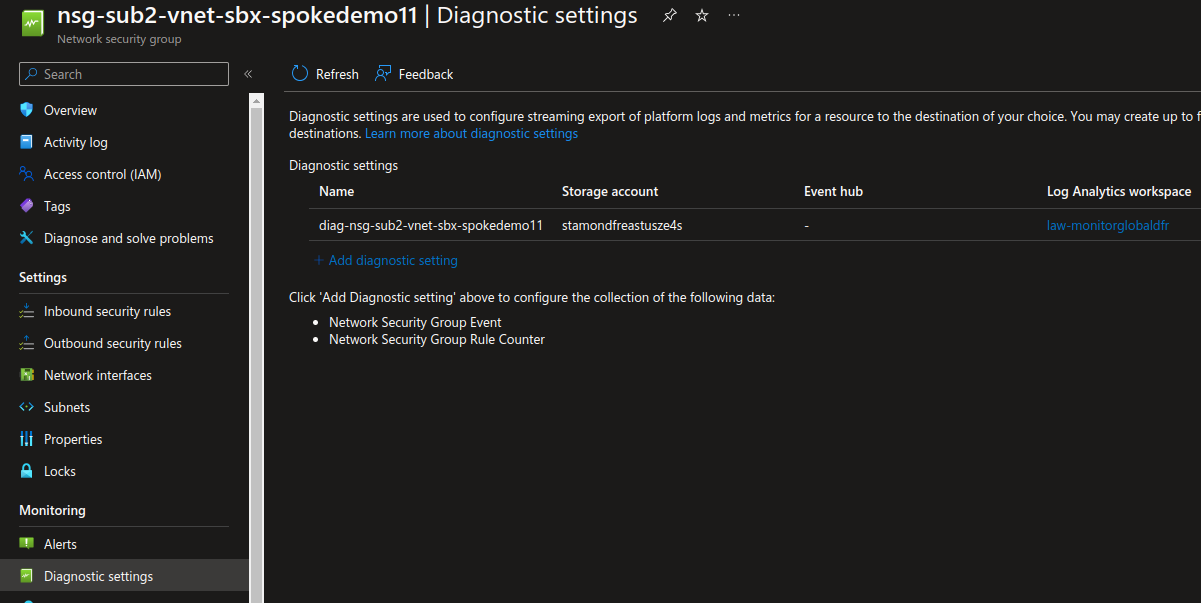 nsg-sub2-vnet-sbx-spokedemo11 | Diagnostic settings
Network security group
Search
Refresh Feedback
Overview
Activity log
Access control (IAM)
Tags
Diagnose and solve problems
Settings
Inbound security rules
Outbound security rules
Network interfaces
Subnets
Properties
Locks
Monitoring
Alerts
Diagnostic settings
Diagnostic settings are used to configure streaming export of platform logs and metrics for a resource to the destination of your choice. You may create up to f
destinations. Learn more about diagnostic settings
Diagnostic settings
Name Storage account Event hub Log Analytics workspace
diag-nsg-sub2-vnet-sbx-spokedemo11 stamondfreastusze4s - law-monitorglobaldfr
+ Add diagnostic setting
Click 'Add Diagnostic setting' above to configure the collection of the following data:
• Network Security Group Event
• Network Security Group Rule Counter